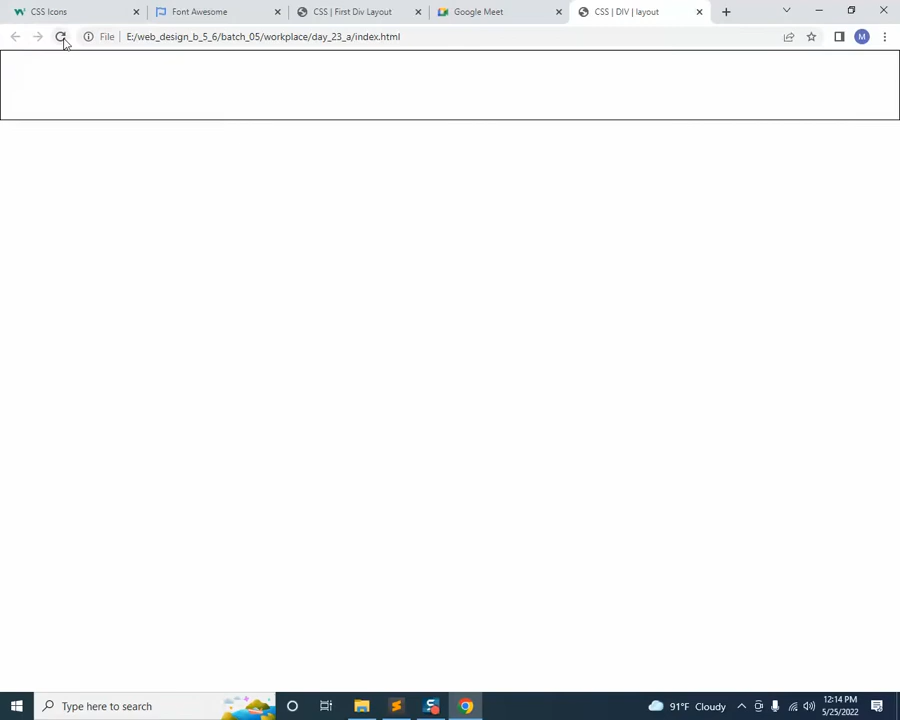 CSS Icons
Font Awesome
CSS | First Div Layout
Google Meet
CSS | DIV | layout
File
E:/web_design_b_5_6/batch_05/workplace/day_23_a/index.html
M
Type here to search
91°F Cloudy
12:14 PM
5/25/2022